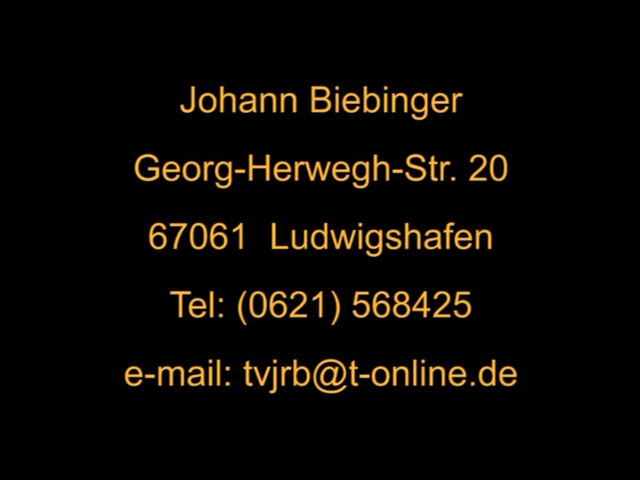 Johann Biebinger
Georg-Herwegh-Str. 20
67061  Ludwigshafen
Tel: (0621) 568425
e-mail: tvjrb@t-online.de